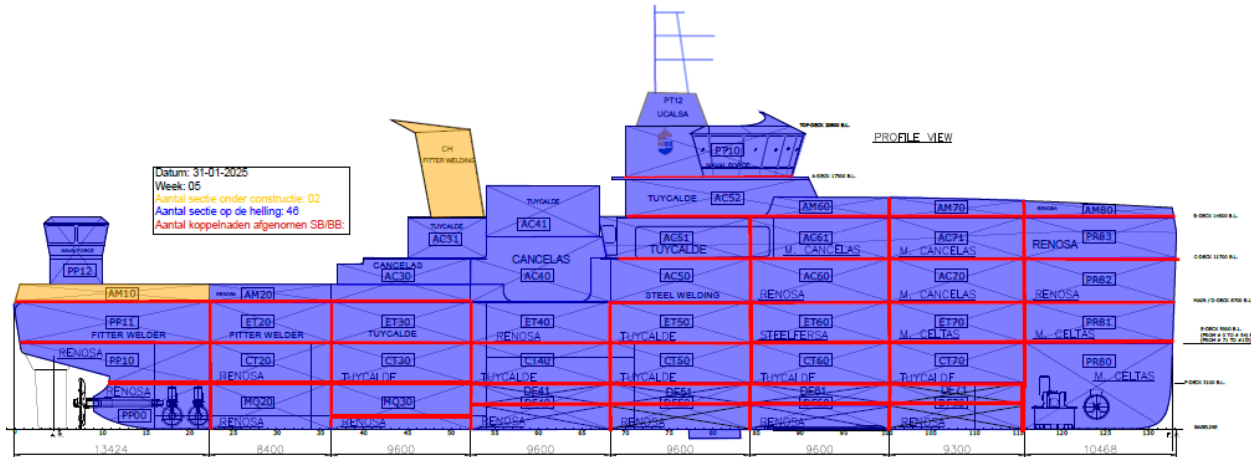 PT12
UCALSA
TOP-DECK 20800 B.L.
PROFILE VIEW
CH
FITTER WELDING
PT10
NAVAL FORCE
A-DECK 17500 B.L.
Datum: 31-01-2025
Week: 05
Aantal sectie onder constructie: 02
Aantal sectie op de helling: 46
Aantal koppelnaden afgenomen SB/BB:
TUYCALDE
AC52
TUYCALDE
AM60
AM70
RENOSA
AM80
B-DECK 14500 B.L.
TUYCALDE
AC41
AC31
NAVALFORCE
AC51
TUYCALDE
AC61
M. CANCELAS
AC71
M. CANCELAS
PR83
RENOSA
C-DECK 11700 B.L.
PP12
CANCELAS
AC30
CANCELAS
AC40
AC50
STEEL WELDING
AC60
RENOSA
AC70
M. CANCELAS
PR82
RENOSA
AM10
RENOSA
AM20
PP11
FITTER WELDER
ET20
FITTER WELDER
ET30
TUYCALDE
ET40
RENOSA
ET50
TUYCALDE
ET60
STEELFERSA
ET70
M. CELTAS
PR81
M. CELTAS
RENOSA
PP10
CT20
RENOSA
CT30
TUYCALDE
CT40
TUYCALDE
CT50
TUYCALDE
CT60
TUYCALDE
CT70
TUYCALDE
PR80
M. CELTAS
F-DECK 3100 B.L.
RENOSA
PP00
MQ20
RENOSA
MQ30
RENOSA
DE41
RENOSA
DE51
RENOSA
DE61
RENOSA
DE71
RENOSA
BASELINE
0 5 10 15 20 25 30 35 40 45 50 55 60 65 70 75 80 85 90 95 100 105 110 115 120 125 130
13424 8400 9600 9600 9600 9600 9300 10468